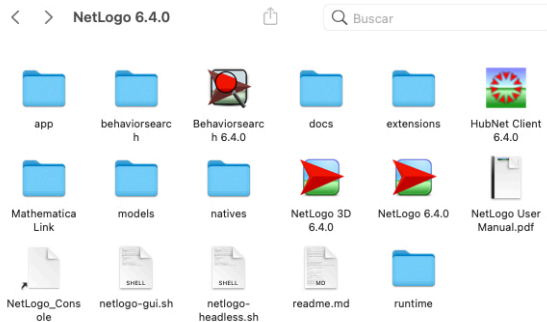 NetLogo 6.4.0
Buscar
app
behaviorsearc
h
Behaviorsearc
h 6.4.0
docs
extensions
HubNet Client
6.4.0
Mathematica
Link
models
natives
NetLogo 3D
6.4.0
NetLogo 6.4.0
NetLogo User
Manual.pdf
NetLogo_Cons
ole
SHELL
netlogo-gui.sh
SHELL
netlogo-
headless.sh
MD
readme.md
runtime